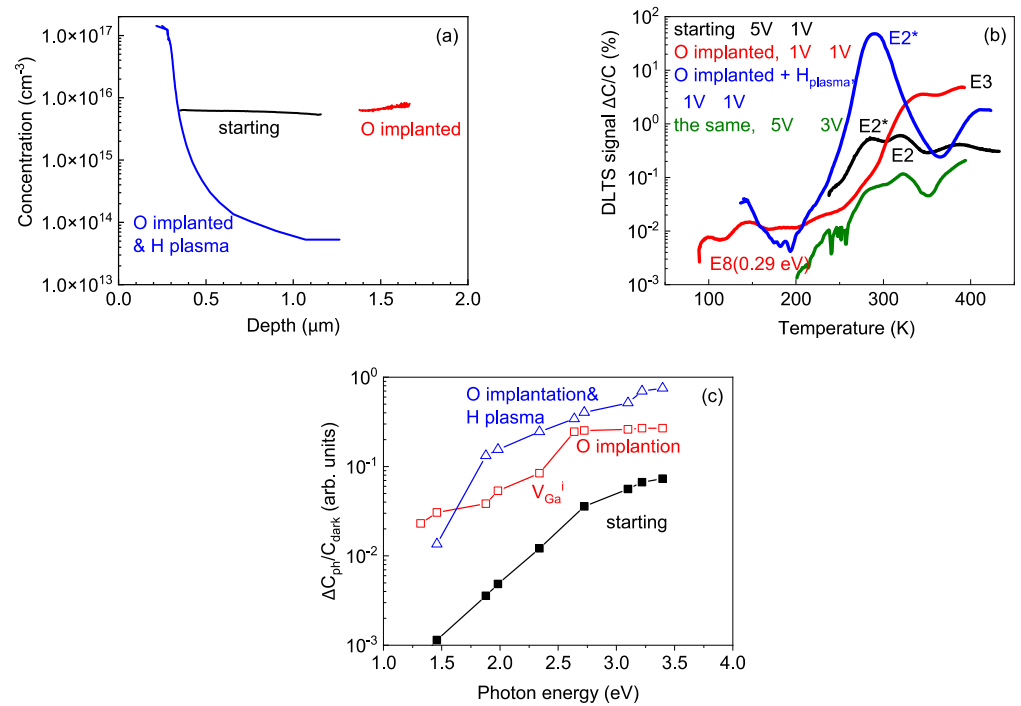 (a)
Concentration (cm-3)
1.0×10^17
1.0×10^16
1.0×10^15
1.0×10^14
1.0×10^13
starting
O implanted
O implanted
& H plasma
0.0 0.5 1.0 1.5 2.0
Depth (µm)
(b)
DLTS signal ΔC/C (%)
10^2
10^1
10^0
10^-1
10^-2
10^-3
starting 5V 1V
O implanted, 1V 1V
O implanted + Hplasma,
1V 1V
the same, 5V 3V
E2*
E3
E2*
E2
E8(0.29 eV)
100 200 300 400
Temperature (K)
(c)
ΔCph/Cdark (arb. units)
10^0
10^-1
10^-2
10^-3
O implantation&
H plasma
O implantion
VGa^i
starting
1.0 1.5 2.0 2.5 3.0 3.5 4.0
Photon energy (eV)